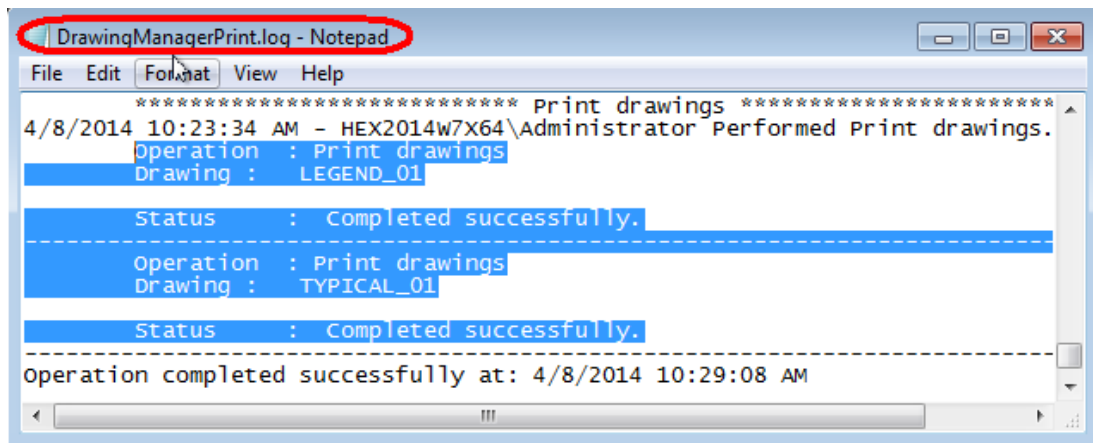 DrawingManagerPrint.log - Notepad
File Edit Format View Help
**************************** Print drawings ***********************
4/8/2014 10:23:34 AM - HEX2014W7X64\Administrator Performed Print drawings.
Operation : Print drawings
Drawing : LEGEND_01
Status : Completed successfully.
---------------------------------------------------------------------------
Operation : Print drawings
Drawing : TYPICAL_01
Status : Completed successfully.
---------------------------------------------------------------------------
Operation completed successfully at: 4/8/2014 10:29:08 AM